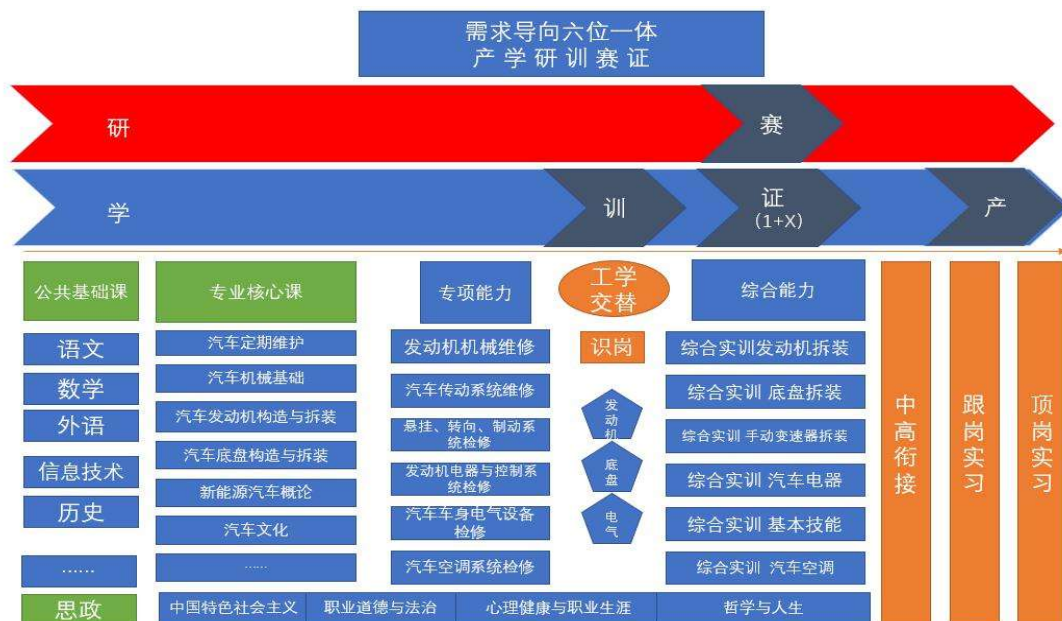 需求导向六位一体
产 学 研 训 赛 证
研
赛
学
训
证
(1+X)
产
公共基础课
专业核心课
专项能力
工学
交替
综合能力
语文
数学
外语
信息技术
历史
……
汽车定期维护
汽车机械基础
汽车发动机构造与拆装
汽车底盘构造与拆装
新能源汽车概论
汽车文化
……
发动机机械维修
汽车传动系统维修
悬挂、转向、制动系
统检修
发动机电器与控制系
统检修
汽车车身电气设备
检修
汽车空调系统检修
识岗
发
动
机
底
盘
电
气
综合实训发动机拆装
综合实训 底盘拆装
综合实训 手动变速器拆装
综合实训 汽车电器
综合实训 基本技能
综合实训 汽车空调
中高衔接
跟岗实习
顶岗实习
思政
中国特色社会主义
职业道德与法治
心理健康与职业生涯
哲学与人生